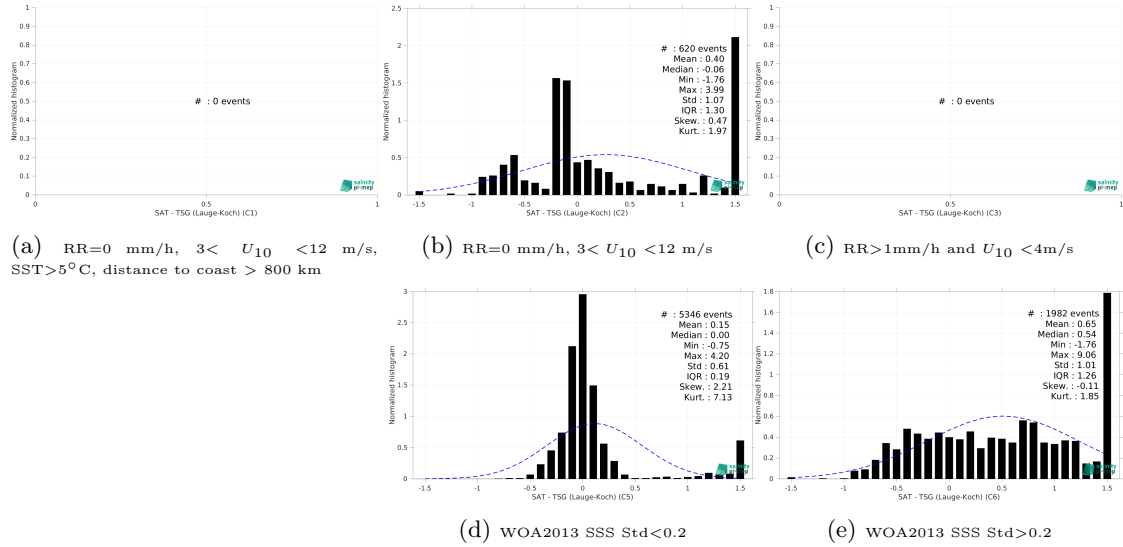 1
0.9
0.8
0.7
0.6
0.5
0.4
0.3
0.2
0.1
0
Normalized histogram
# : 0 events
0 0.5 1
SAT - TSG (Lauge-Koch) (C1)
salinity
pi-mep
(a) RR=0 mm/h, 3< U10 <12 m/s,
SST>5°C, distance to coast > 800 km
2.5
2
1.5
1
0.5
0
Normalized histogram
# : 620 events
Mean : 0.40
Median : -0.06
Min : -1.76
Max : 3.99
Std : 1.07
IQR : 1.30
Skew. : 0.47
Kurt. : 1.97
-1.5 -1 -0.5 0 0.5 1 1.5
SAT - TSG (Lauge-Koch) (C2)
salinity
pi-mep
(b) RR=0 mm/h, 3< U10 <12 m/s
1
0.9
0.8
0.7
0.6
0.5
0.4
0.3
0.2
0.1
0
Normalized histogram
# : 0 events
0 0.5 1
SAT - TSG (Lauge-Koch) (C3)
salinity
pi-mep
(c) RR>1mm/h and U10 <4m/s
3
2.5
2
1.5
1
0.5
0
Normalized histogram
# : 5346 events
Mean : 0.15
Median : 0.00
Min : -0.75
Max : 4.20
Std : 0.61
IQR : 0.19
Skew. : 2.21
Kurt. : 7.13
-1.5 -1 -0.5 0 0.5 1 1.5
SAT - TSG (Lauge-Koch) (C5)
salinity
pi-mep
(d) WOA2013 SSS Std<0.2
1.8
1.6
1.4
1.2
1
0.8
0.6
0.4
0.2
0
Normalized histogram
# : 1982 events
Mean : 0.65
Median : 0.54
Min : -1.76
Max : 9.06
Std : 1.01
IQR : 1.26
Skew. : -0.11
Kurt. : 1.85
-1.5 -1 -0.5 0 0.5 1 1.5
SAT - TSG (Lauge-Koch) (C6)
salinity
pi-mep
(e) WOA2013 SSS Std>0.2